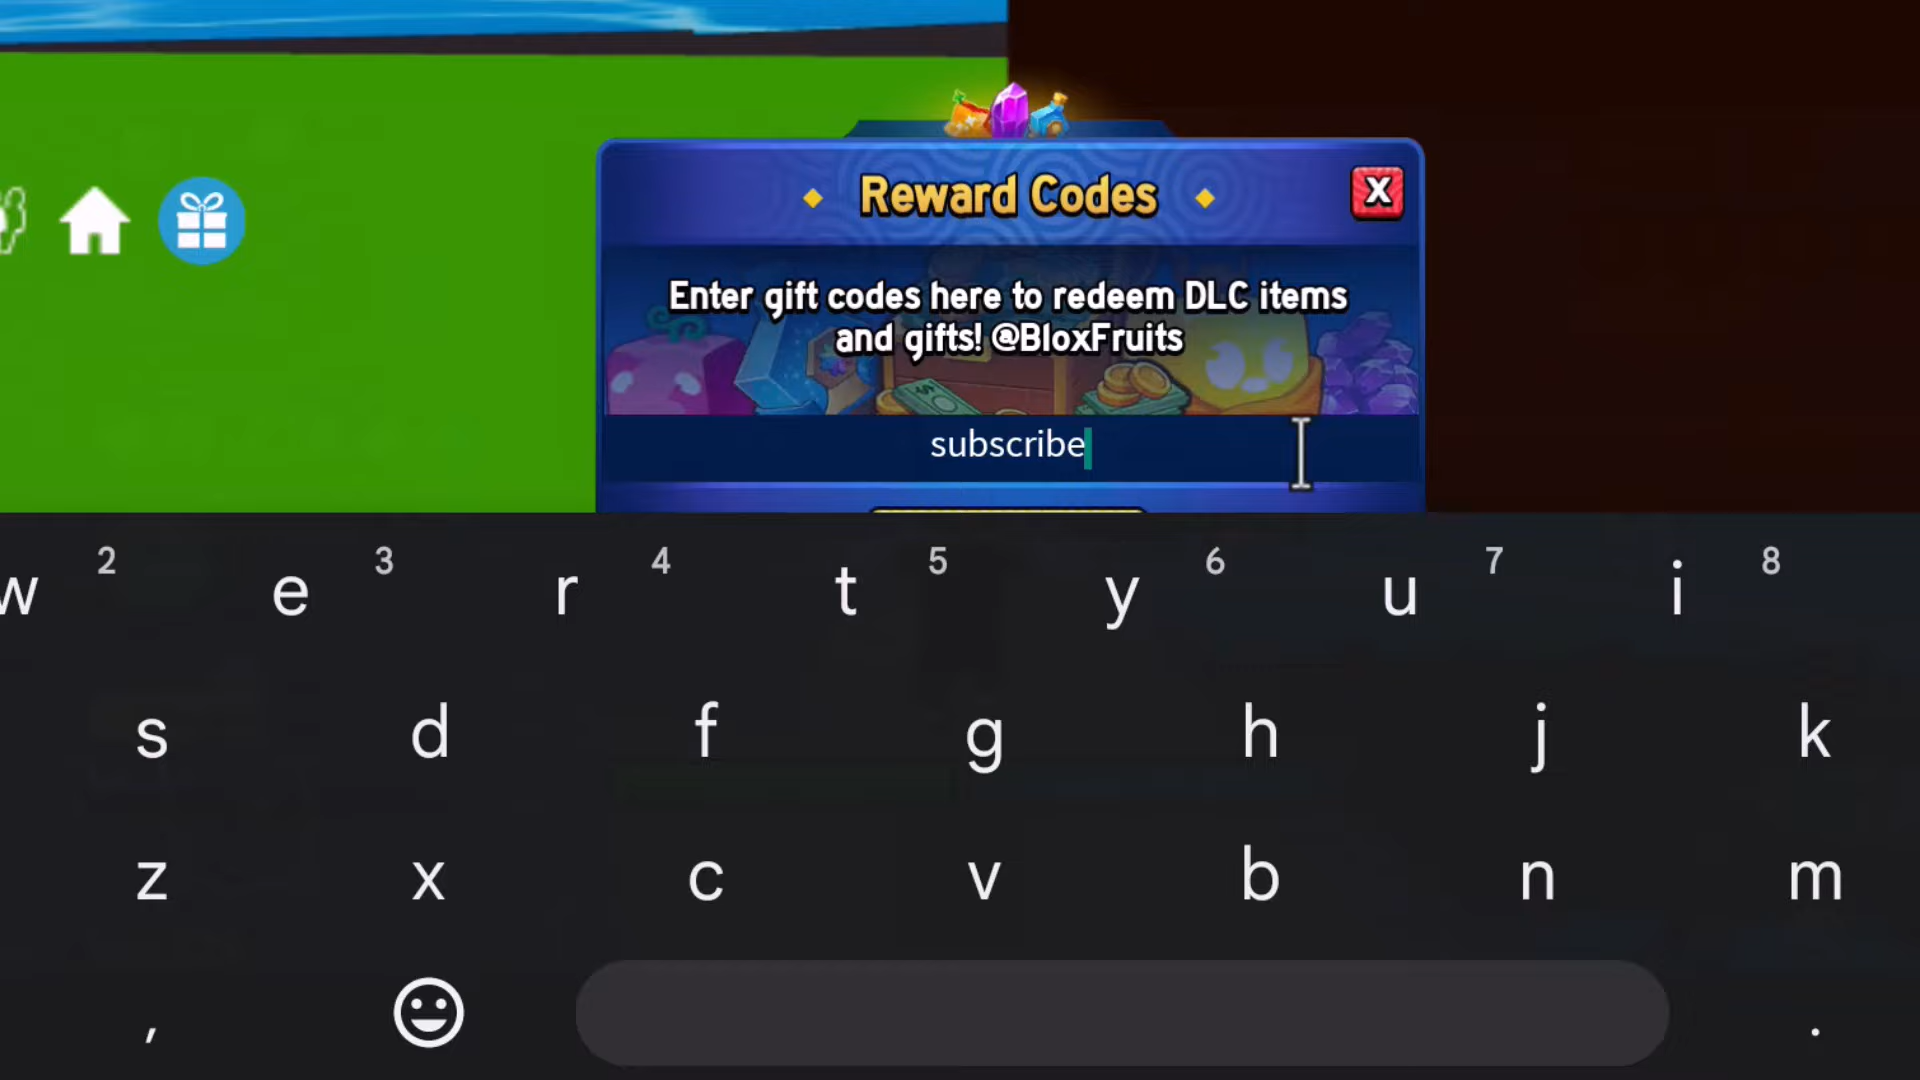 Reward Codes
X
Enter gift codes here to redeem DLC items
and gifts! @BloxFruits
subscribe
2 3 4 5 6 7 8
w e r t y u i
s d f g h j k
z x c v b n m
, .